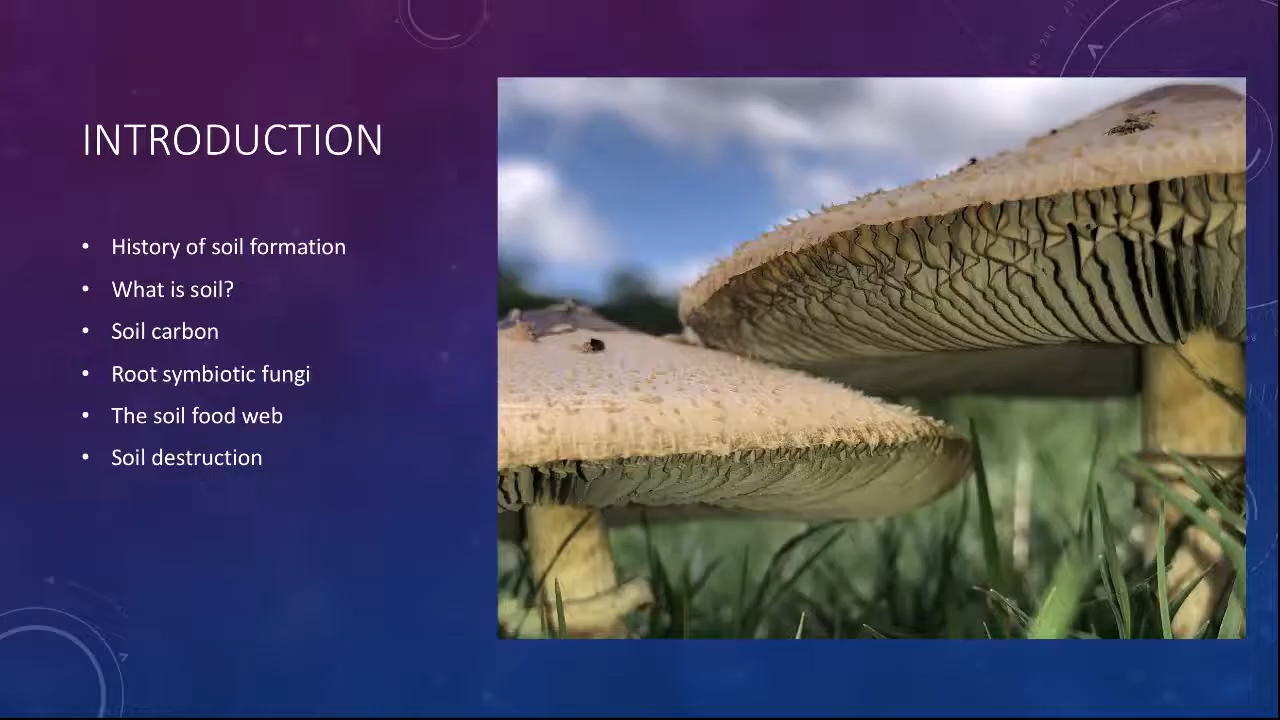 INTRODUCTION
• History of soil formation
• What is soil?
• Soil carbon
• Root symbiotic fungi
• The soil food web
• Soil destruction